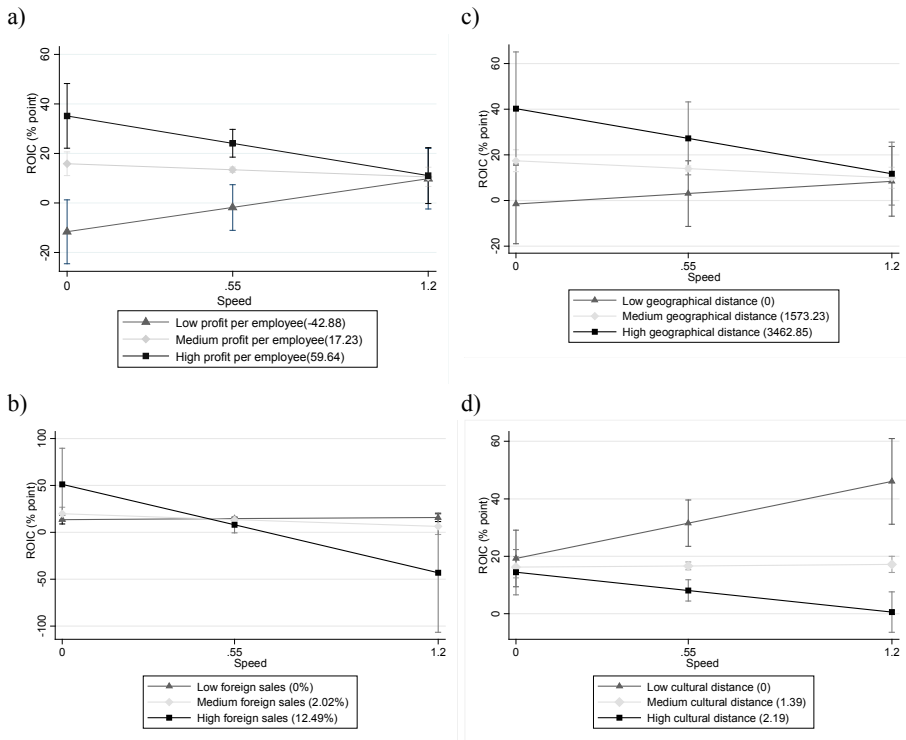 a)
ROIC (% point)
60
40
20
0
-20
0
.55
1.2
Speed
Low profit per employee(-42.88)
Medium profit per employee(17.23)
High profit per employee(59.64)
c)
ROIC (% point)
60
40
20
0
-20
0
.55
1.2
Speed
Low geographical distance (0)
Medium geographical distance (1573.23)
High geographical distance (3462.85)
b)
ROIC (% point)
100
50
0
-50
-100
0
.55
1.2
Speed
Low foreign sales (0%)
Medium foreign sales (2.02%)
High foreign sales (12.49%)
d)
ROIC (% point)
60
40
20
0
0
.55
1.2
Speed
Low cultural distance (0)
Medium cultural distance (1.39)
High cultural distance (2.19)